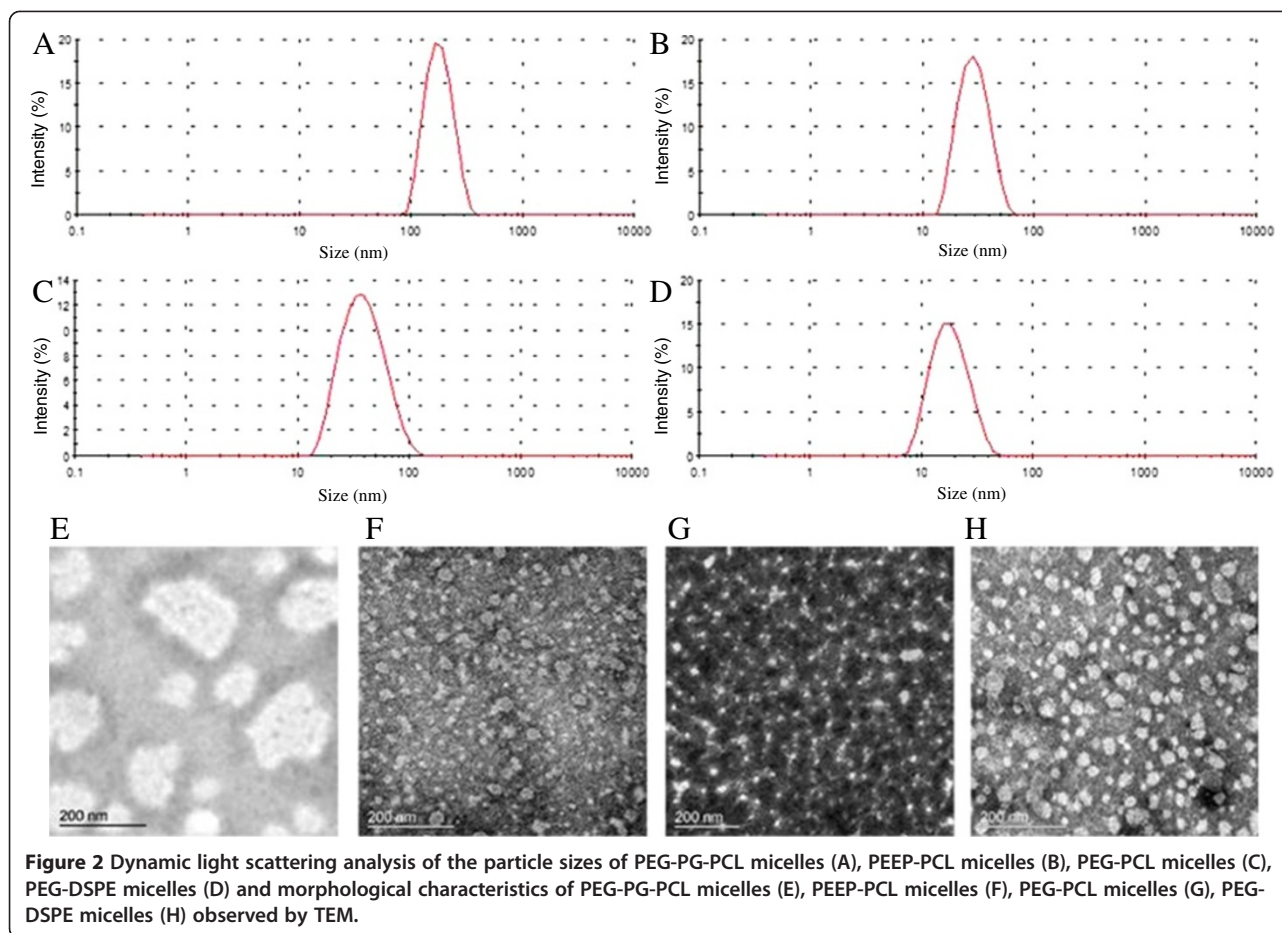 A
20
15
10
5
0
Intensity (%)
0.1 1 10 100 1000 10000
Size (nm)
B
20
15
10
5
0
Intensity (%)
0.1 1 10 100 1000 10000
Size (nm)
C
14
12
0
8
6
4
2
0
Intensity (%)
0.1 1 10 100 1000 10000
Size (nm)
D
20
15
10
5
0
Intensity (%)
0.1 1 10 100 1000 10000
Size (nm)
E
200 nm
F
200 nm
G
200 nm
H
200 nm
Figure 2 Dynamic light scattering analysis of the particle sizes of PEG-PG-PCL micelles (A), PEEP-PCL micelles (B), PEG-PCL micelles (C),
PEG-DSPE micelles (D) and morphological characteristics of PEG-PG-PCL micelles (E), PEEP-PCL micelles (F), PEG-PCL micelles (G), PEG-
DSPE micelles (H) observed by TEM.